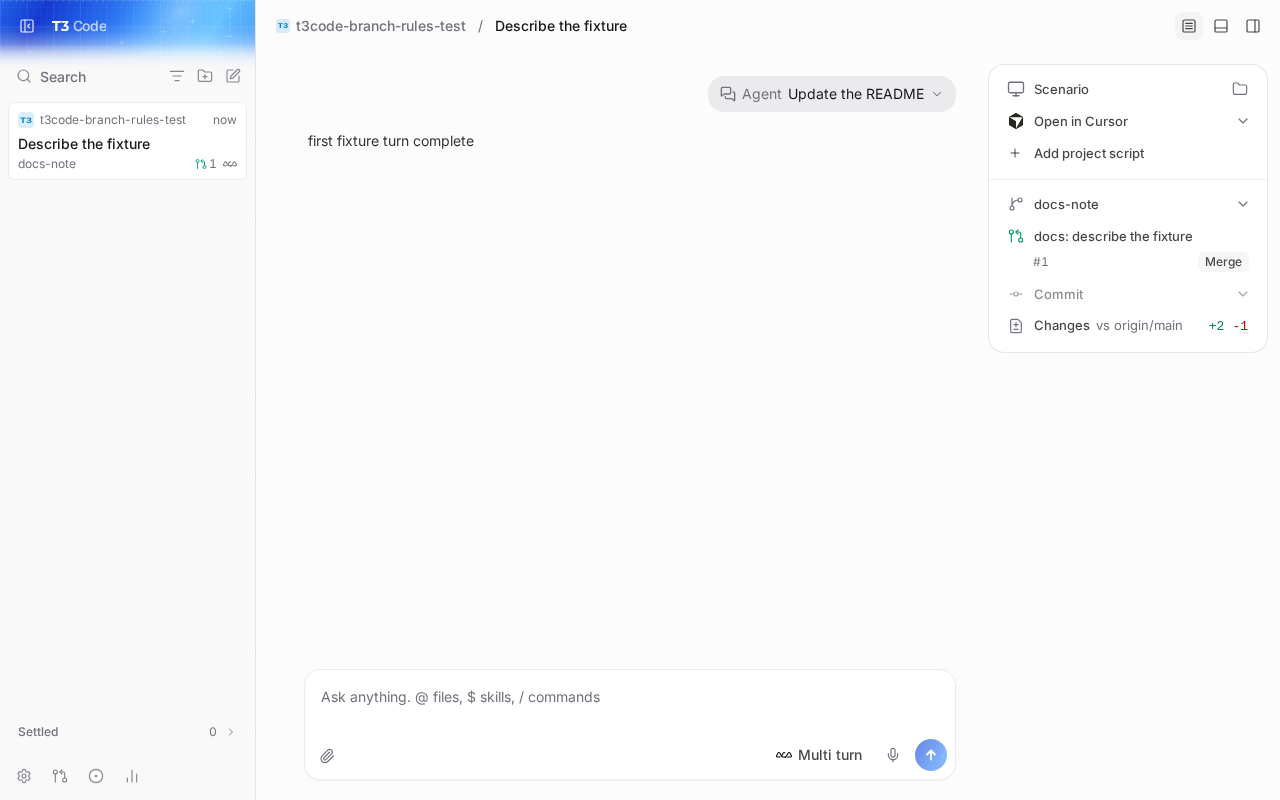 T3 Code
Search
T3 t3code-branch-rules-test now
Describe the fixture
docs-note 1
Settled 0
T3 t3code-branch-rules-test / Describe the fixture
Agent Update the README
first fixture turn complete
Ask anything. @ files, $ skills, / commands
Multi turn
Scenario
Open in Cursor
Add project script
docs-note
docs: describe the fixture
#1 Merge
Commit
Changes vs origin/main +2 -1